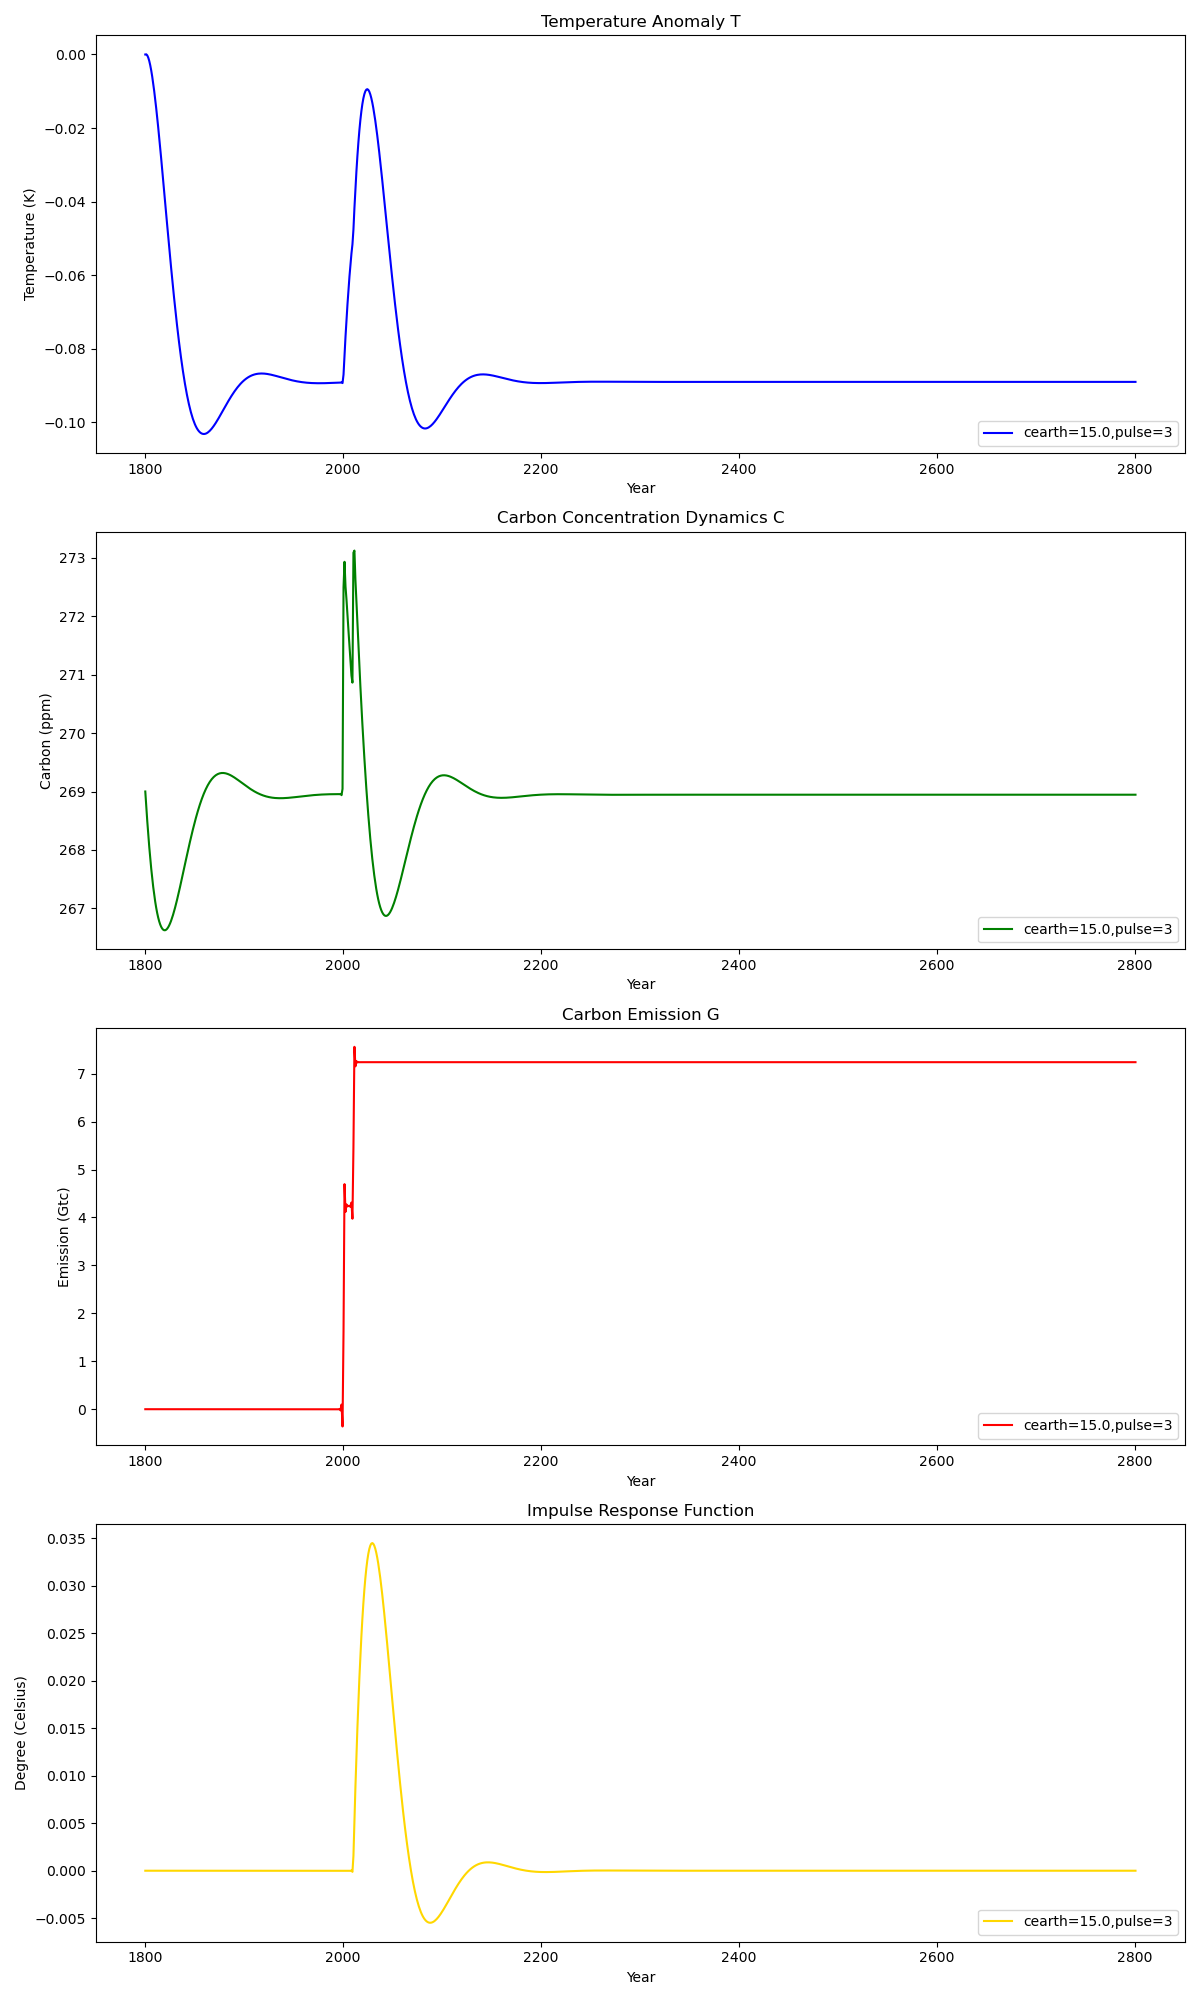 Temperature Anomaly T
0.00
−0.02
−0.04
−0.06
−0.08
−0.10
Temperature (K)
cearth=15.0,pulse=3
1800 2000 2200 2400 2600 2800
Year
Carbon Concentration Dynamics C
273
272
271
270
269
268
267
Carbon (ppm)
cearth=15.0,pulse=3
1800 2000 2200 2400 2600 2800
Year
Carbon Emission G
7
6
5
4
3
2
1
0
Emission (Gtc)
cearth=15.0,pulse=3
1800 2000 2200 2400 2600 2800
Year
Impulse Response Function
0.035
0.030
0.025
0.020
0.015
0.010
0.005
0.000
−0.005
Degree (Celsius)
cearth=15.0,pulse=3
1800 2000 2200 2400 2600 2800
Year